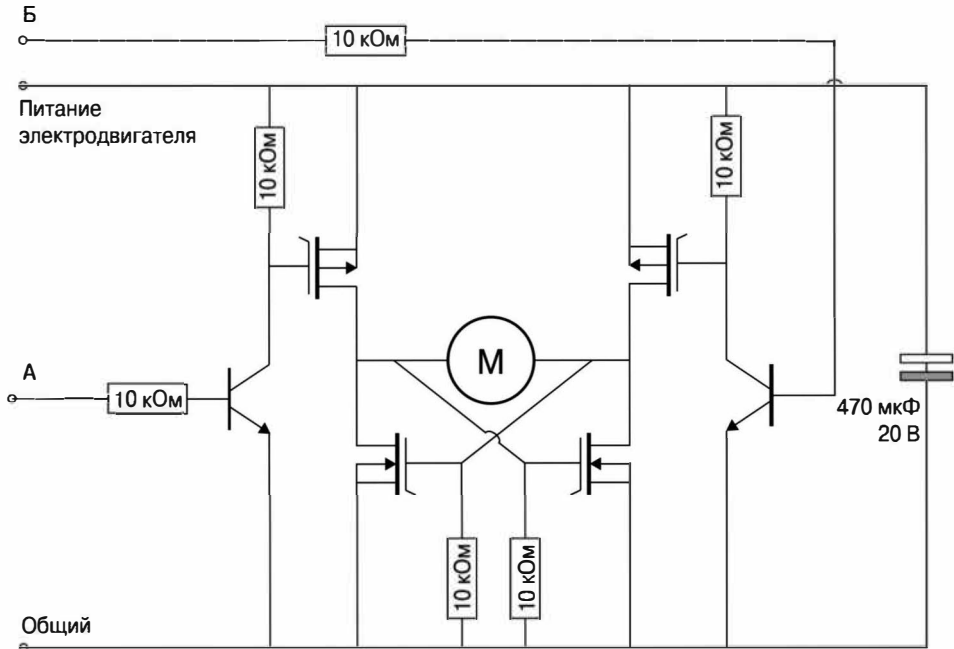 Б
10 кОм
Питание
электродвигателя
10 кОм
10 кОм
А
10 кОм
М
470 мкФ
20 В
10 кОм
10 кОм
Общий